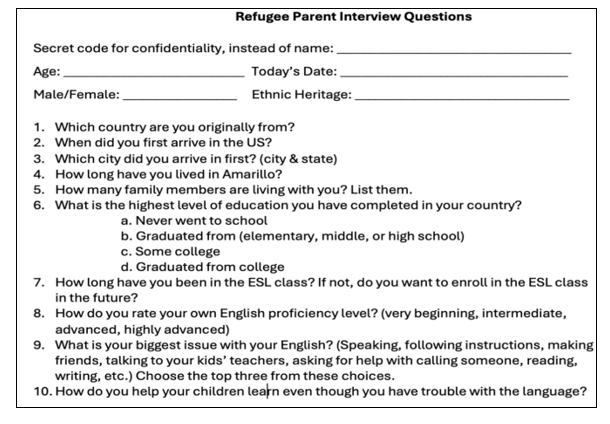 Refugee Parent Interview Questions
Secret code for confidentiality, instead of name: ____________________________________
Age: ____________________________ Today's Date: ___________________________________
Male/Female: __________________ Ethnic Heritage: _________________________________
1. Which country are you originally from?
2. When did you first arrive in the US?
3. Which city did you arrive in first? (city & state)
4. How long have you lived in Amarillo?
5. How many family members are living with you? List them.
6. What is the highest level of education you have completed in your country?
a. Never went to school
b. Graduated from (elementary, middle, or high school)
c. Some college
d. Graduated from college
7. How long have you been in the ESL class? If not, do you want to enroll in the ESL class
in the future?
8. How do you rate your own English proficiency level? (very beginning, intermediate,
advanced, highly advanced)
9. What is your biggest issue with your English? (Speaking, following instructions, making
friends, talking to your kids' teachers, asking for help with calling someone, reading,
writing, etc.) Choose the top three from these choices.
10. How do you help your children learn even though you have trouble with the language?